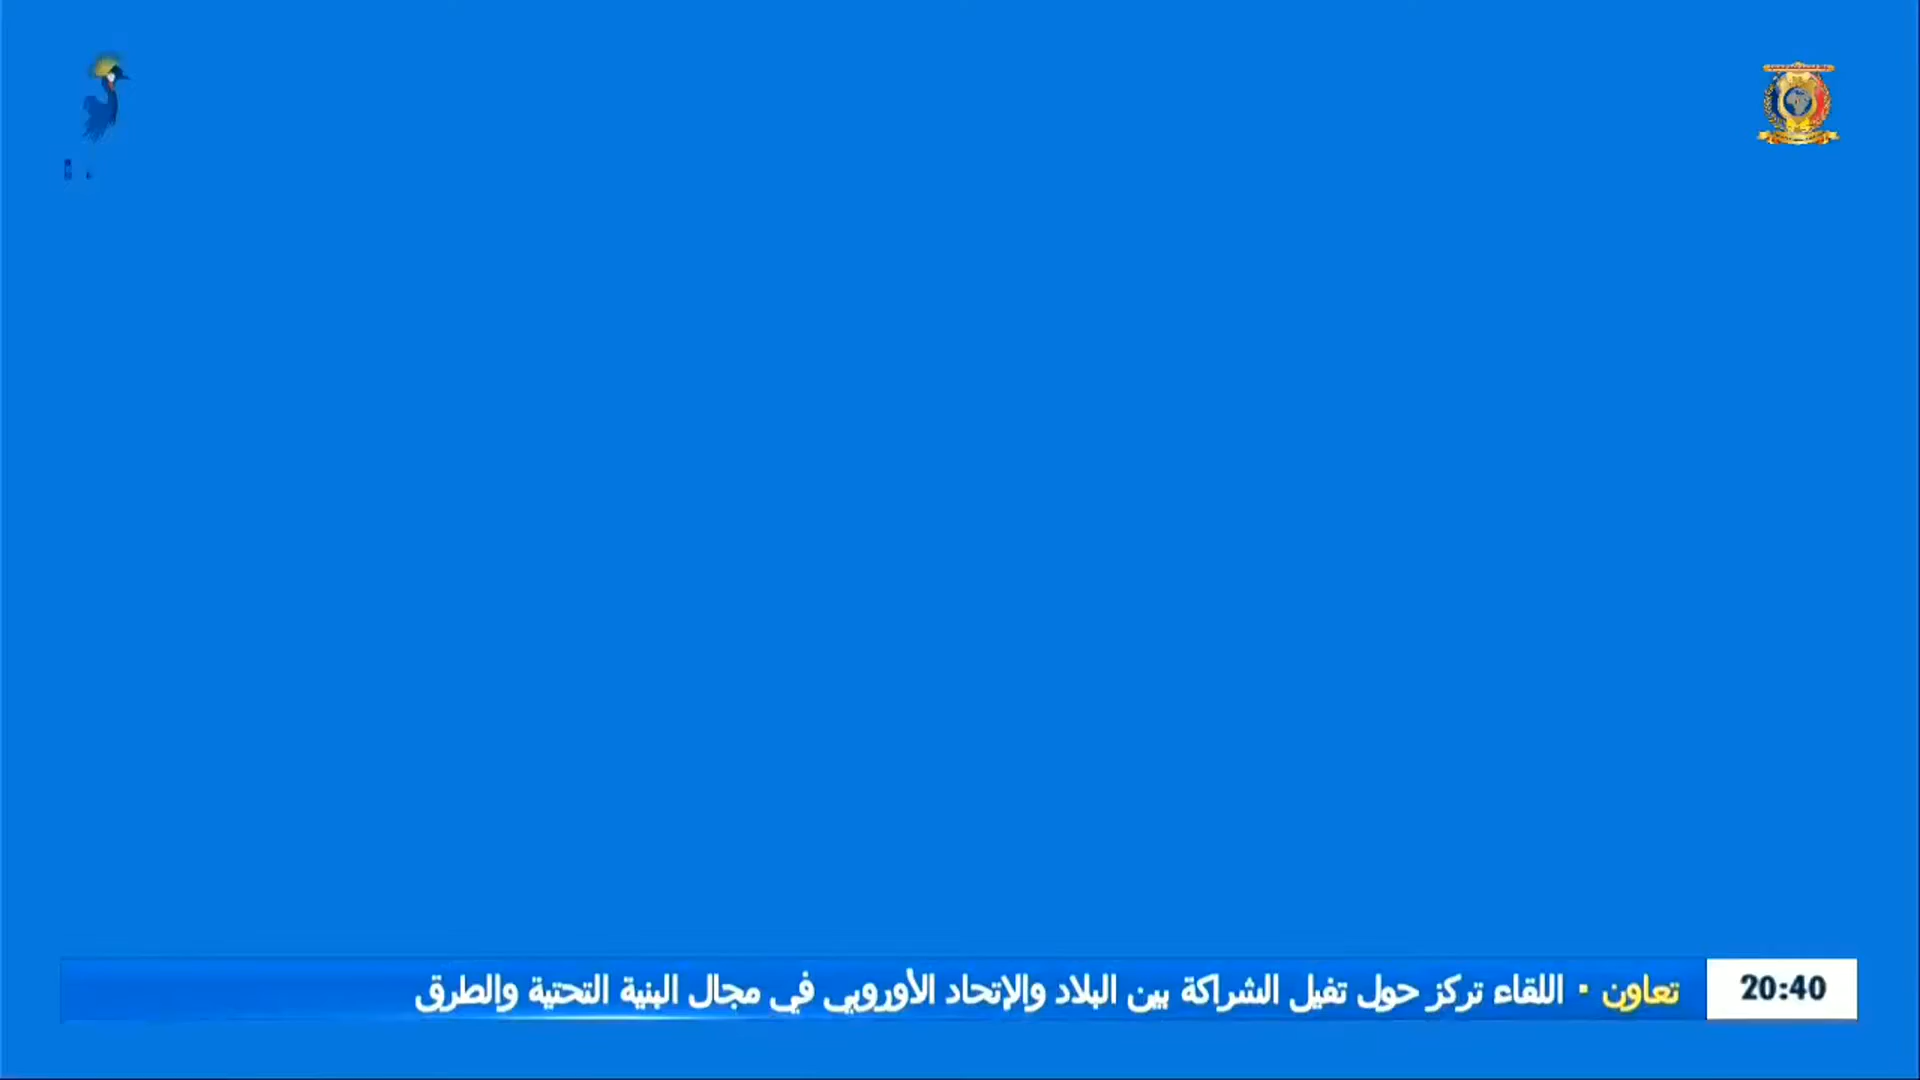 تعاون · اللقاء تركز حول تفيل الشراكة بين البلاد والإتحاد الأوروبي في مجال البنية التحتية والطرق
20:40